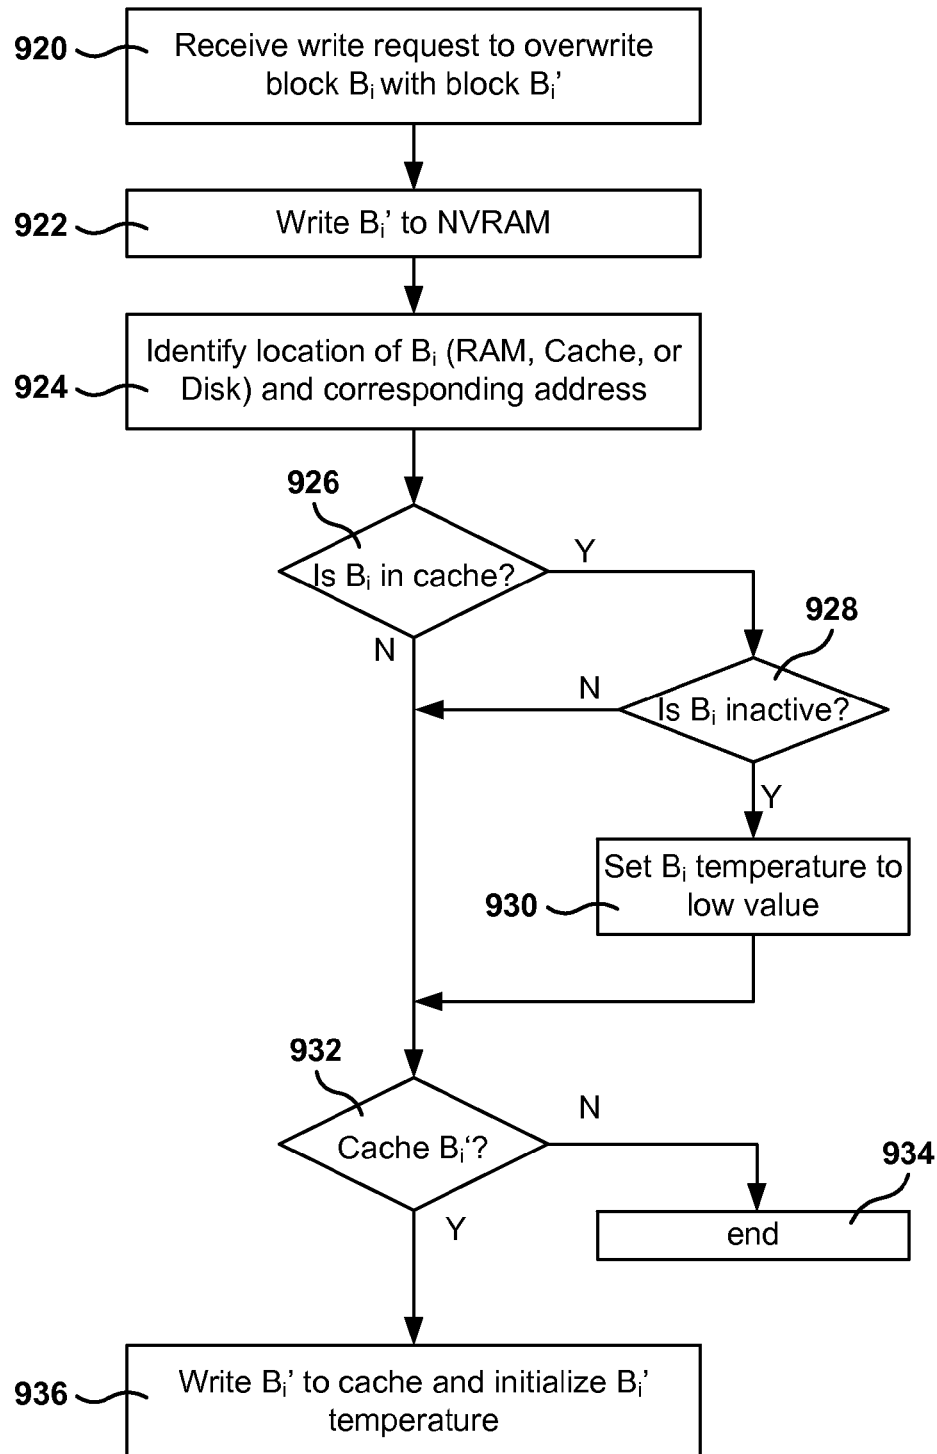 920
Receive write request to overwrite
block Bi with block Bi’
922
Write Bi’ to NVRAM
924
Identify location of Bi (RAM, Cache, or
Disk) and corresponding address
926
Is Bi in cache?
Y
N
928
Is Bi inactive?
N
Y
930
Set Bi temperature to
low value
932
Cache Bi‘?
N
Y
934
end
936
Write Bi’ to cache and initialize Bi’
temperature